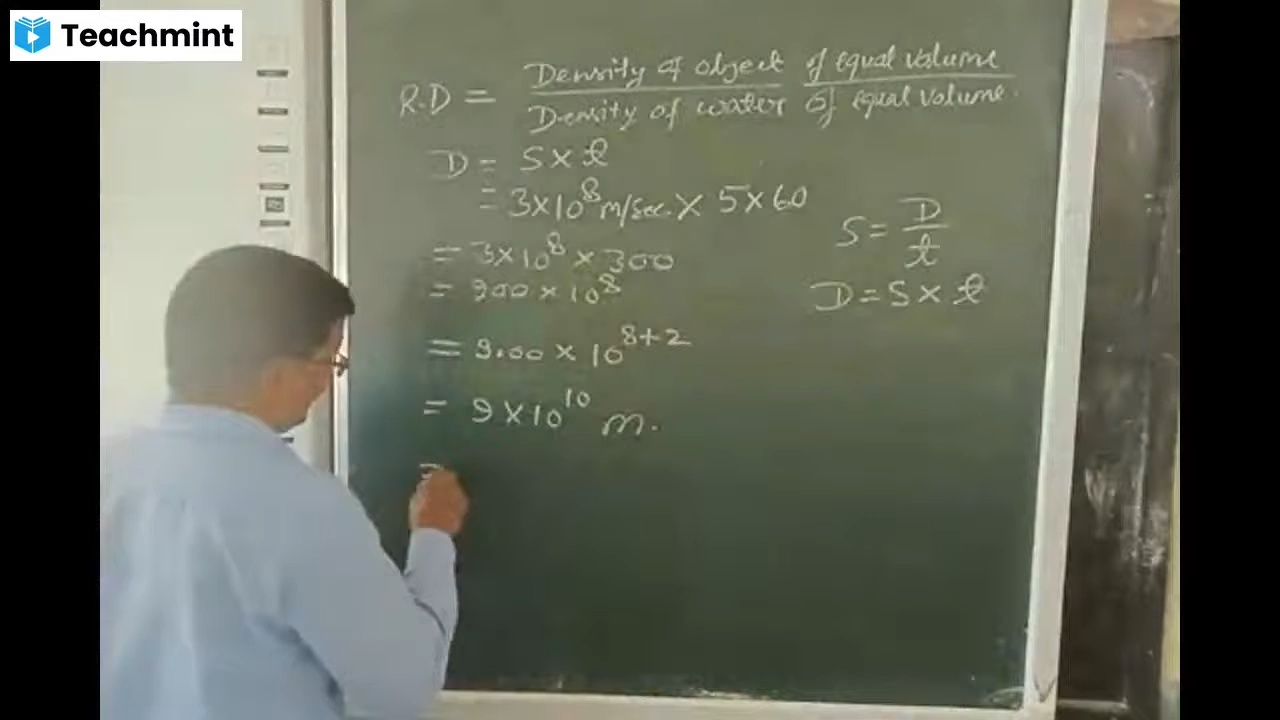 Teachmint
R.D = Density of object of equal volume / Density of water of equal volume.
D = S × t
= 3×10⁸ m/sec. × 5×60
= 3×10⁸ × 300
= 900 × 10⁸
= 9.00 × 10⁸⁺²
= 9 × 10¹⁰ m.
=
S = D / t
D = S × t